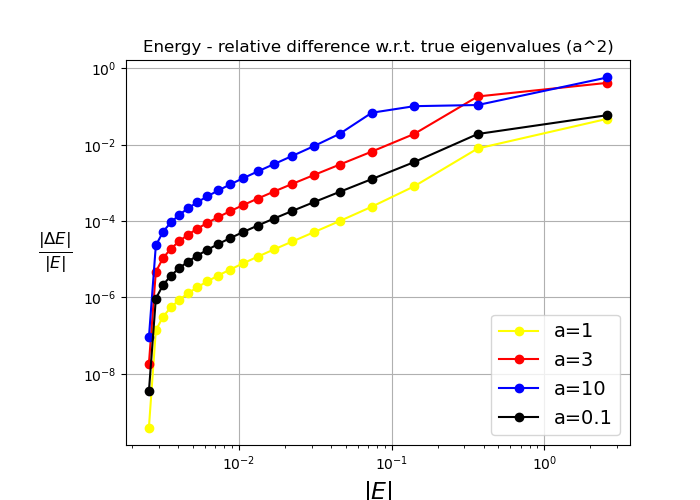 Energy - relative difference w.r.t. true eigenvalues (a^2)
10⁰
10⁻²
10⁻⁴
10⁻⁶
10⁻⁸
|ΔE|
|E|
a=1
a=3
a=10
a=0.1
10⁻² 10⁻¹ 10⁰
|E|